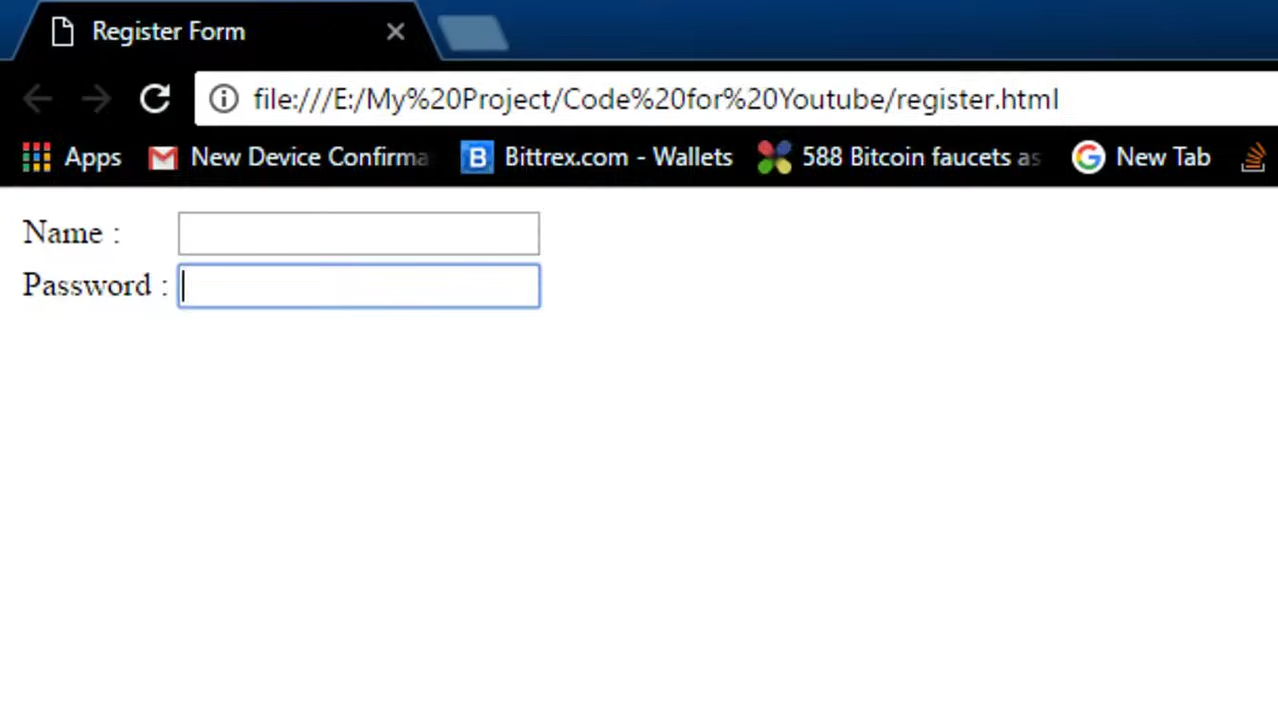 Register Form
file:///E:/My%20Project/Code%20for%20Youtube/register.html
Apps New Device Confirma B Bittrex.com - Wallets 588 Bitcoin faucets as G New Tab
Name :
Password :